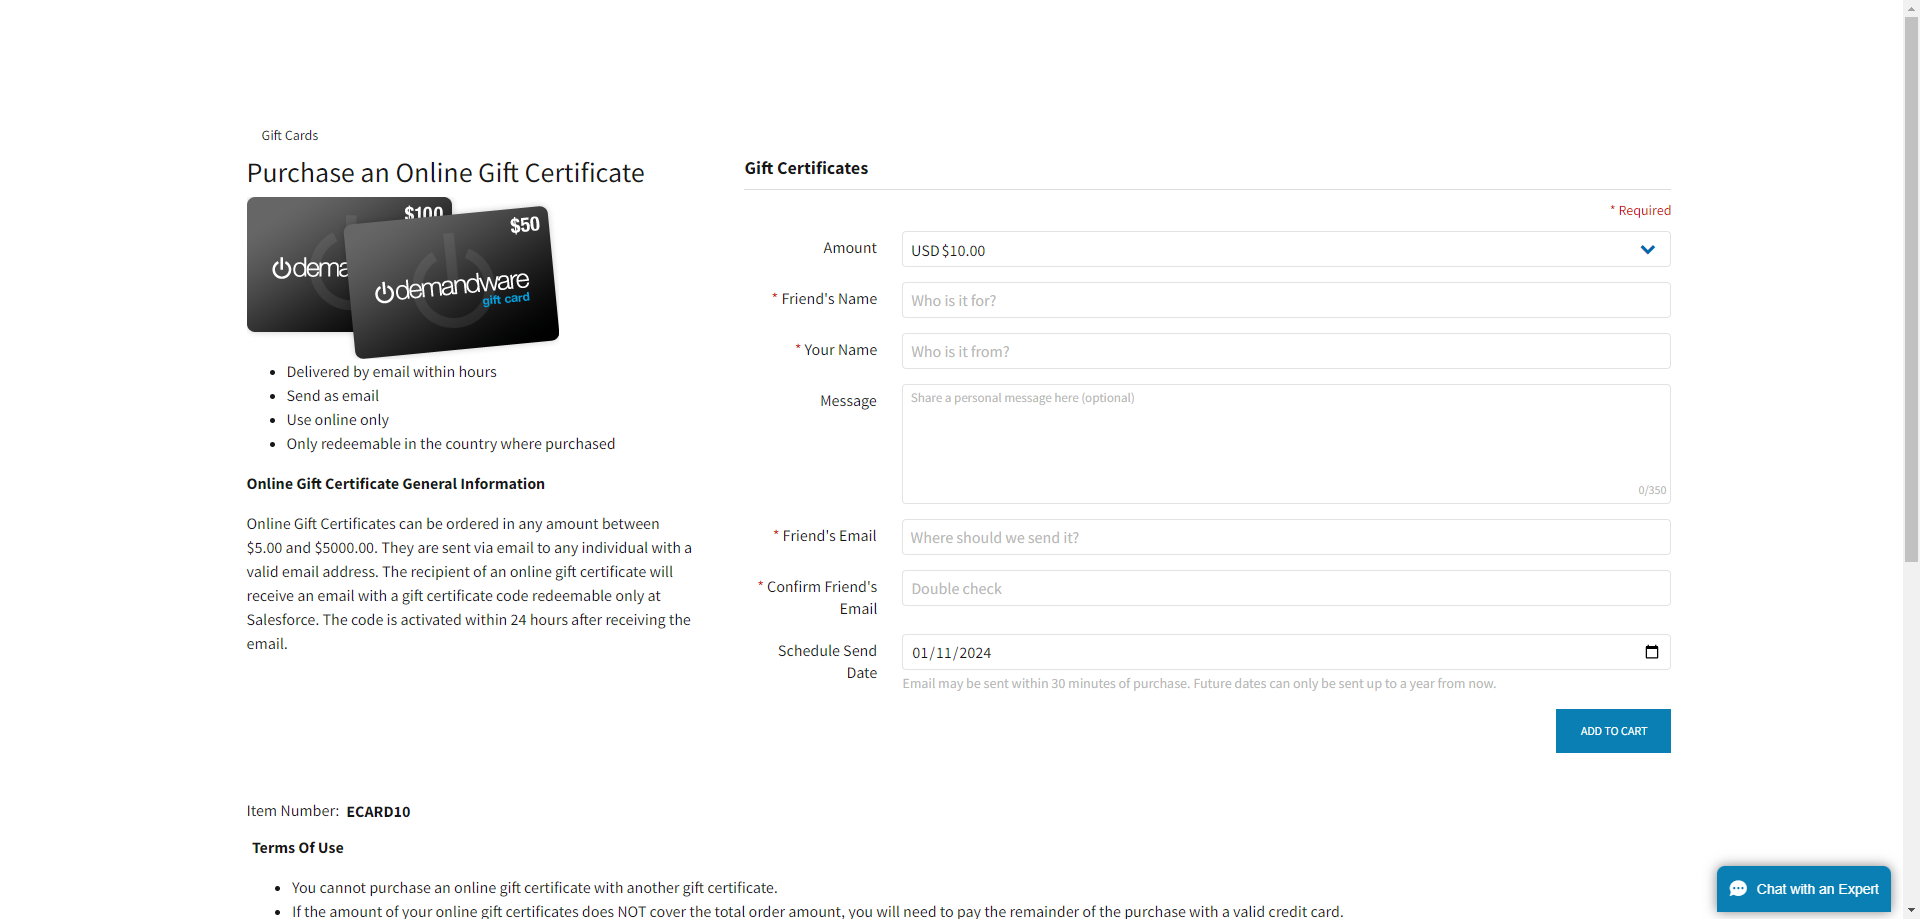 Gift Cards
Purchase an Online Gift Certificate
$100
$50
dema
demandware
gift card
Delivered by email within hours
Send as email
Use online only
Only redeemable in the country where purchased
Online Gift Certificate General Information
Online Gift Certificates can be ordered in any amount between
$5.00 and $5000.00. They are sent via email to any individual with a
valid email address. The recipient of an online gift certificate will
receive an email with a gift certificate code redeemable only at
Salesforce. The code is activated within 24 hours after receiving the
email.
Gift Certificates
* Required
Amount
USD $10.00
* Friend's Name
Who is it for?
* Your Name
Who is it from?
Message
Share a personal message here (optional)
0/350
* Friend's Email
Where should we send it?
* Confirm Friend's
Email
Double check
Schedule Send
Date
01/11/2024
Email may be sent within 30 minutes of purchase. Future dates can only be sent up to a year from now.
ADD TO CART
Item Number: ECARD10
Terms Of Use
You cannot purchase an online gift certificate with another gift certificate.
If the amount of your online gift certificates does NOT cover the total order amount, you will need to pay the remainder of the purchase with a valid credit card.
Chat with an Expert